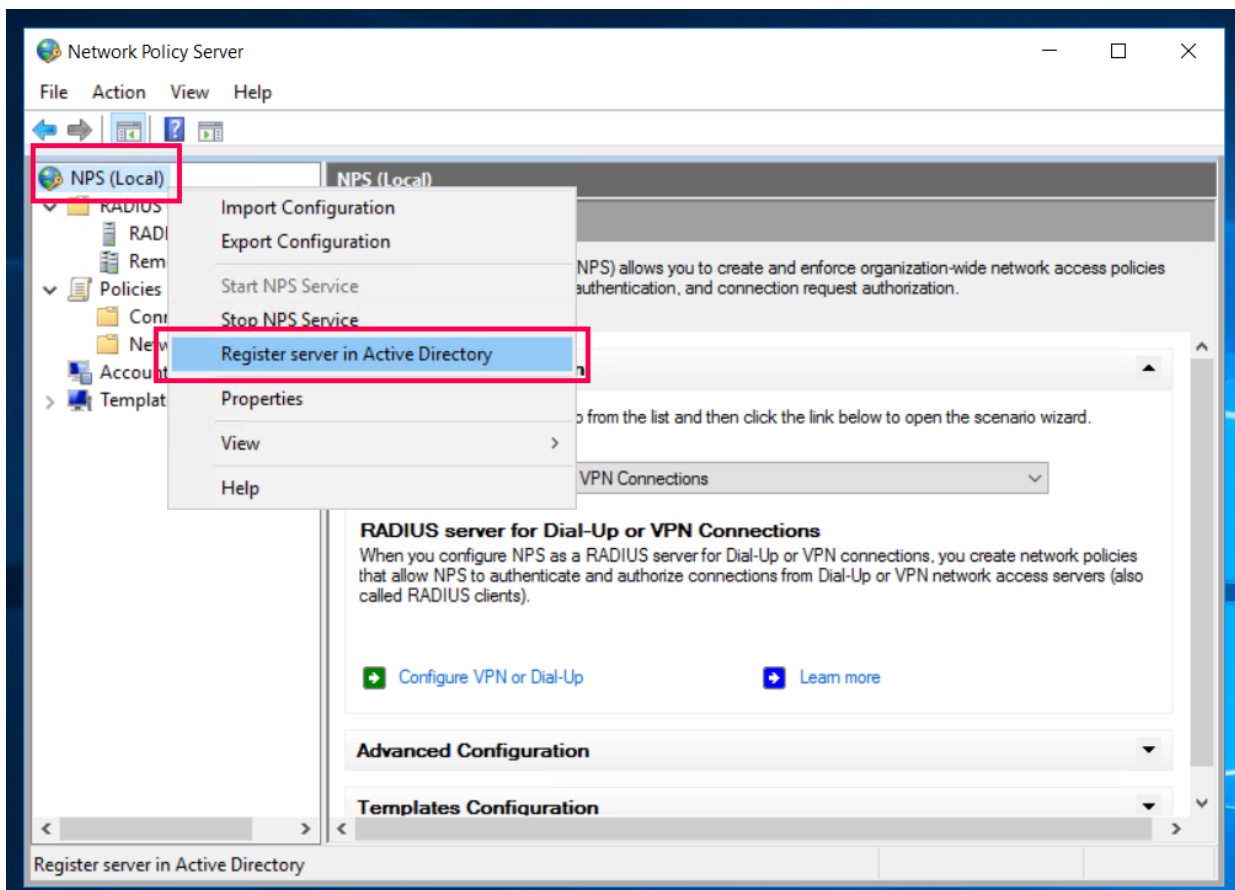 Network Policy Server
File Action View Help
NPS (Local)
RADIUS
Policies
Templat
Import Configuration
Export Configuration
Start NPS Service
Stop NPS Service
Register server in Active Directory
Properties
View
Help
NPS (Local)
NPS) allows you to create and enforce organization-wide network access policies
authentication, and connection request authorization.
from the list and then click the link below to open the scenario wizard.
VPN Connections
RADIUS server for Dial-Up or VPN Connections
When you configure NPS as a RADIUS server for Dial-Up or VPN connections, you create network policies
that allow NPS to authenticate and authorize connections from Dial-Up or VPN network access servers (also
called RADIUS clients).
Configure VPN or Dial-Up
Learn more
Advanced Configuration
Templates Configuration
Register server in Active Directory